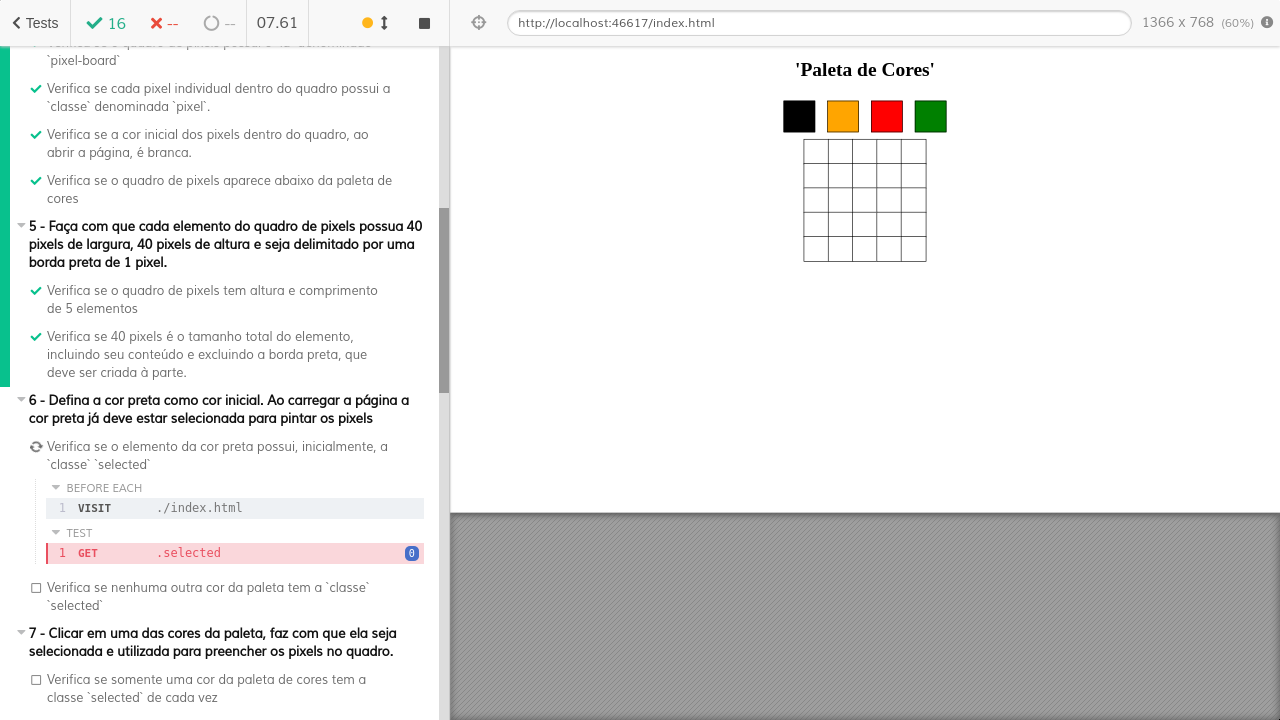 Tests
16
--
--
07.61
http://localhost:46617/index.html
1366 x 768 (60%)
`pixel-board`
Verifica se cada pixel individual dentro do quadro possui a
`classe` denominada `pixel`.
Verifica se a cor inicial dos pixels dentro do quadro, ao
abrir a página, é branca.
Verifica se o quadro de pixels aparece abaixo da paleta de
cores
5 - Faça com que cada elemento do quadro de pixels possua 40
pixels de largura, 40 pixels de altura e seja delimitado por uma
borda preta de 1 pixel.
Verifica se o quadro de pixels tem altura e comprimento
de 5 elementos
Verifica se 40 pixels é o tamanho total do elemento,
incluindo seu conteúdo e excluindo a borda preta, que
deve ser criada à parte.
6 - Defina a cor preta como cor inicial. Ao carregar a página a
cor preta já deve estar selecionada para pintar os pixels
Verifica se o elemento da cor preta possui, inicialmente, a
`classe` `selected`
BEFORE EACH
1 VISIT ./index.html
TEST
1 GET .selected 0
Verifica se nenhuma outra cor da paleta tem a `classe`
`selected`
7 - Clicar em uma das cores da paleta, faz com que ela seja
selecionada e utilizada para preencher os pixels no quadro.
Verifica se somente uma cor da paleta de cores tem a
classe `selected` de cada vez
'Paleta de Cores'